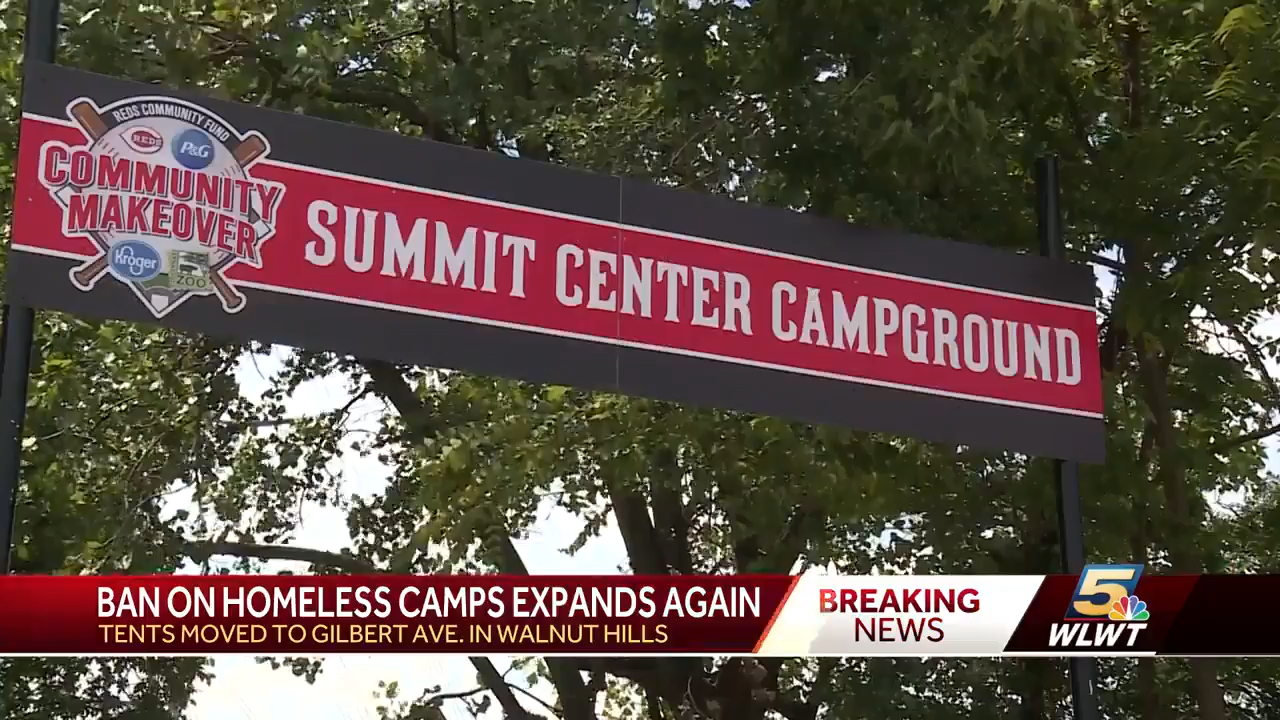 REDS COMMUNITY FUND
REDS
P&G
COMMUNITY
MAKEOVER
Kroger
ZOO
SUMMIT CENTER CAMPGROUND
BAN ON HOMELESS CAMPS EXPANDS AGAIN
TENTS MOVED TO GILBERT AVE. IN WALNUT HILLS
BREAKING
NEWS
5
WLWT